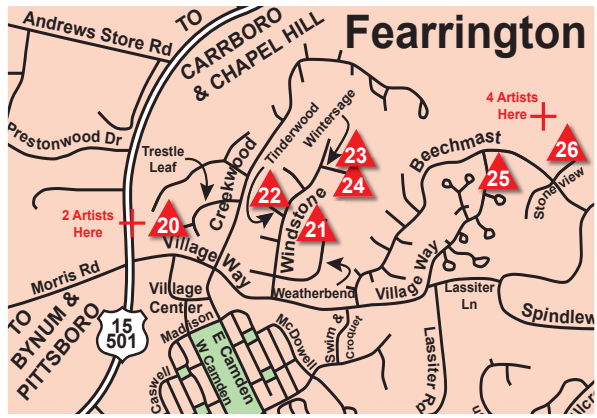 Fearrington
TO
CARRBORO
& CHAPEL HILL
Andrews Store Rd
Prestonwood Dr
Trestle
Leaf
Creekwood
Tinderwood
Wintersage
Windstone
Beechmast
4 Artists
Here
26
25
Stoneview
23
24
22
21
20
2 Artists
Here
Village Way
Morris Rd
Village
Center
Weatherbend
Village Way
Lassiter
Ln
Spindlew
TO
BYNUM &
PITTSBORO
15
501
Madison
E Camden
W Camden
McDowell
Swim &
Croquet
Caswell
Lassiter Rd